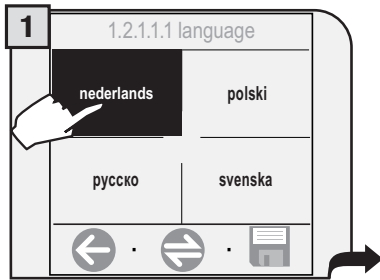 1
1.2.1.1.1 language
nederlands polski
русско svenska